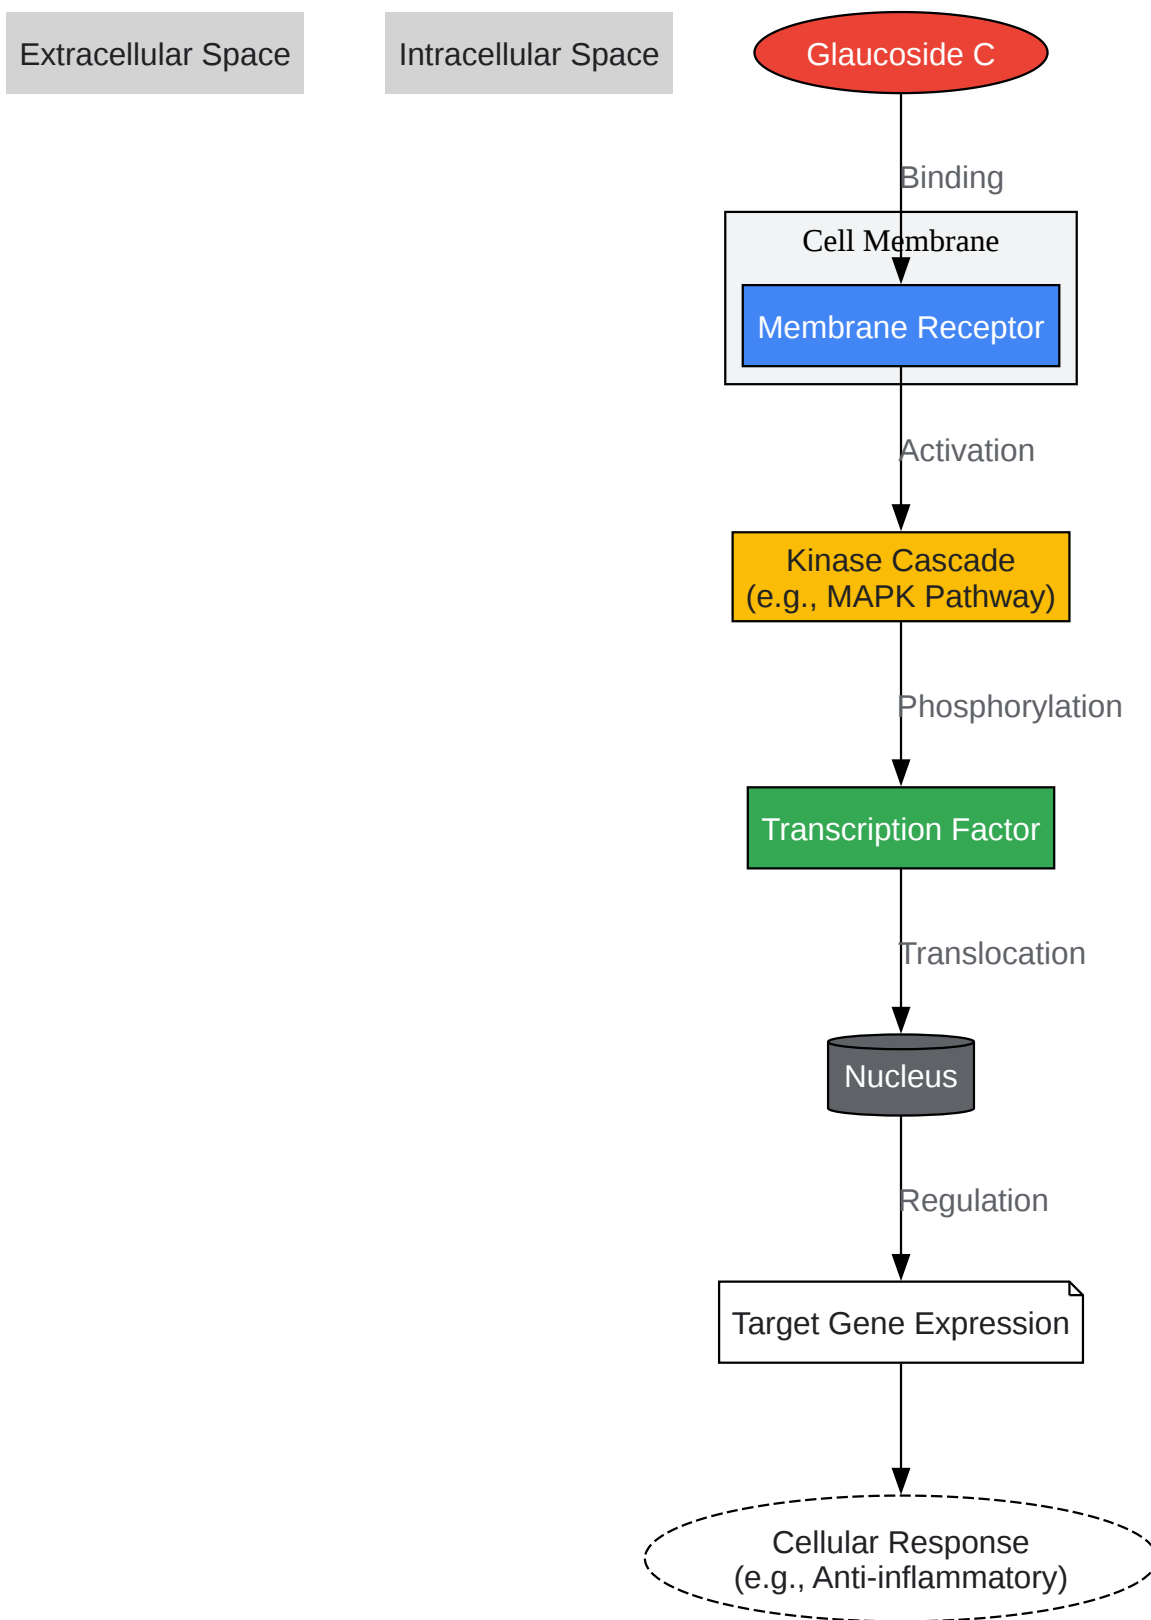 Extracellular Space
Intracellular Space
Glaucoside C
Binding
Cell Membrane
Membrane Receptor
Activation
Kinase Cascade
(e.g., MAPK Pathway)
Phosphorylation
Transcription Factor
Translocation
Nucleus
Regulation
Target Gene Expression
Cellular Response
(e.g., Anti-inflammatory)